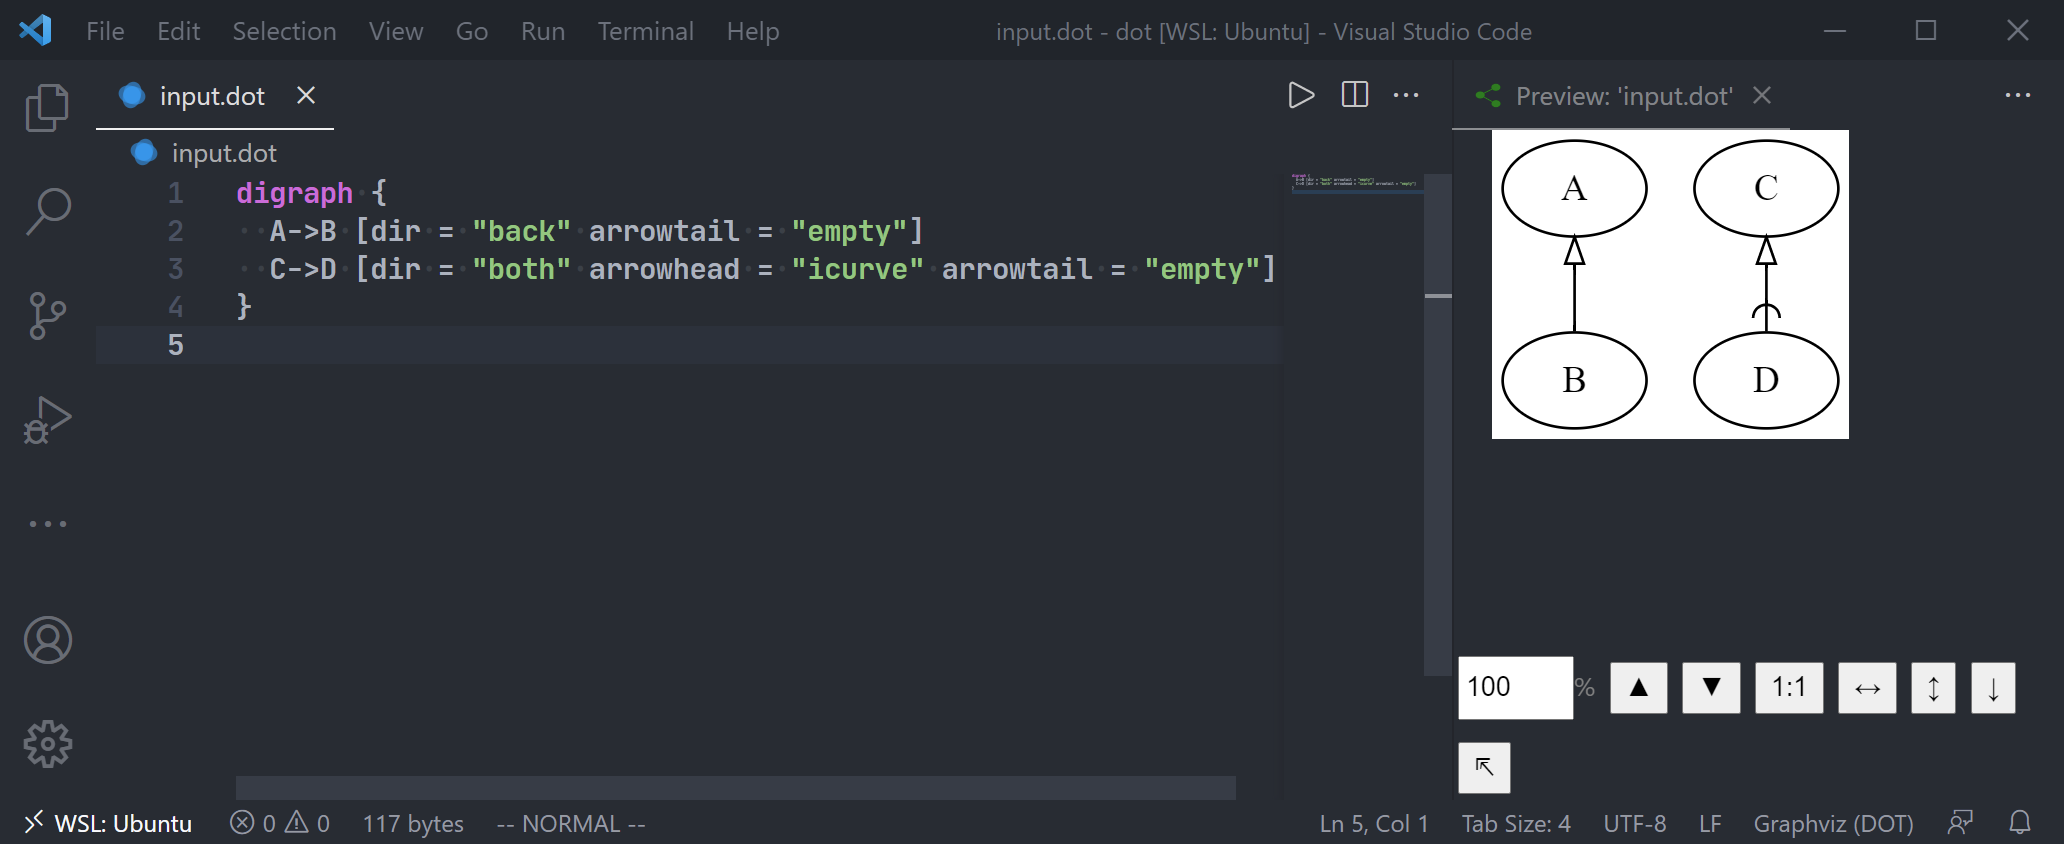 File Edit Selection View Go Run Terminal Help input.dot - dot [WSL: Ubuntu] - Visual Studio Code
input.dot
Preview: 'input.dot'
input.dot
1 digraph {
2 A->B [dir = "back" arrowtail = "empty"]
3 C->D [dir = "both" arrowhead = "icurve" arrowtail = "empty"]
4 }
5
A C
B D
100 % ▲ ▼ 1:1 ↔ ↕ ↓
↖
WSL: Ubuntu 0 0 117 bytes -- NORMAL -- Ln 5, Col 1 Tab Size: 4 UTF-8 LF Graphviz (DOT)